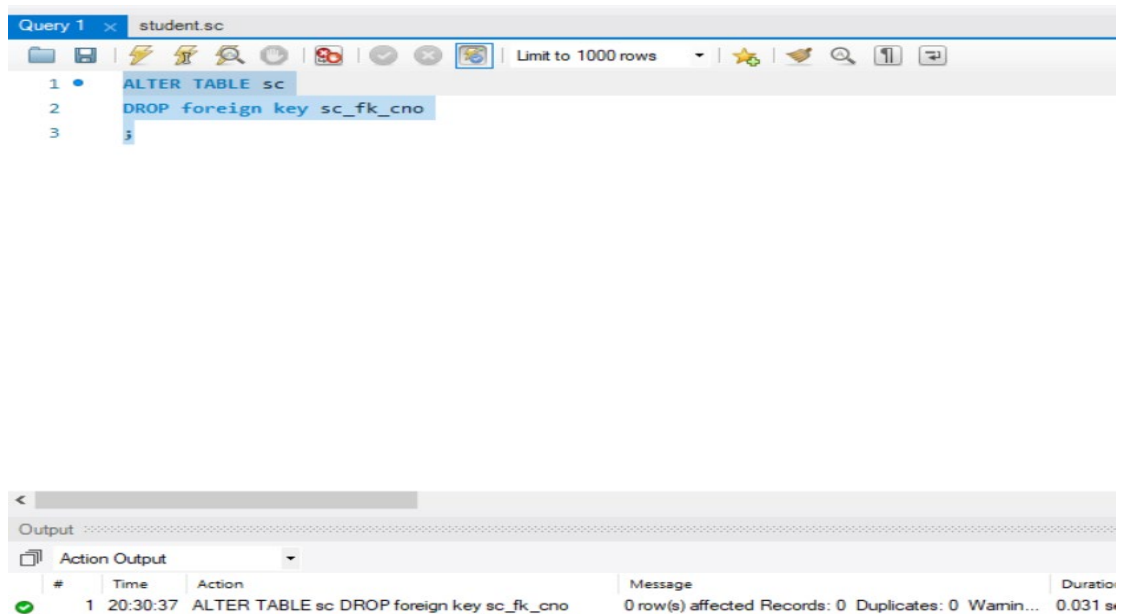 Query 1 × student.sc
Limit to 1000 rows
1 ALTER TABLE sc
2 DROP foreign key sc_fk_cno
3 ;
Output
Action Output
# Time Action Message Duratio
1 20:30:37 ALTER TABLE sc DROP foreign key sc_fk_cno 0 row(s) affected Records: 0 Duplicates: 0 Warnin... 0.031 se